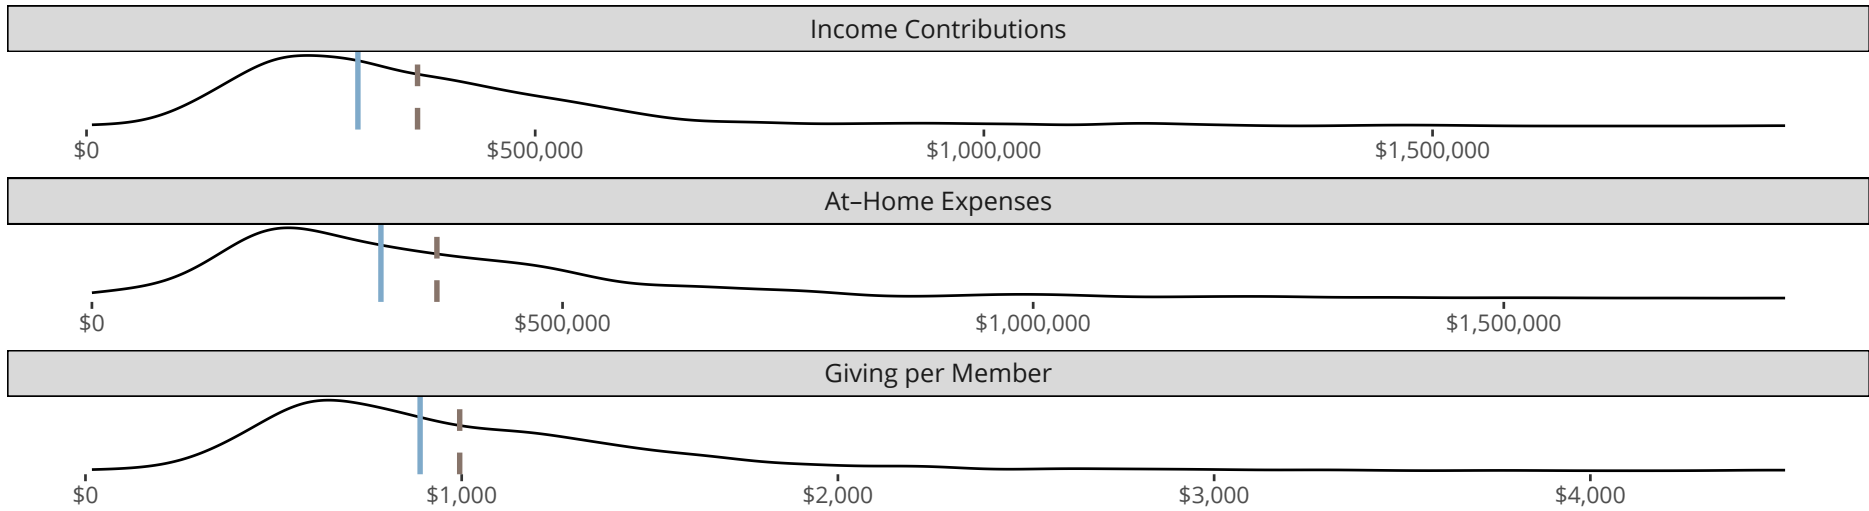 Income Contributions
$0 $500,000 $1,000,000 $1,500,000
At–Home Expenses
$0 $500,000 $1,000,000 $1,500,000
Giving per Member
$0 $1,000 $2,000 $3,000 $4,000